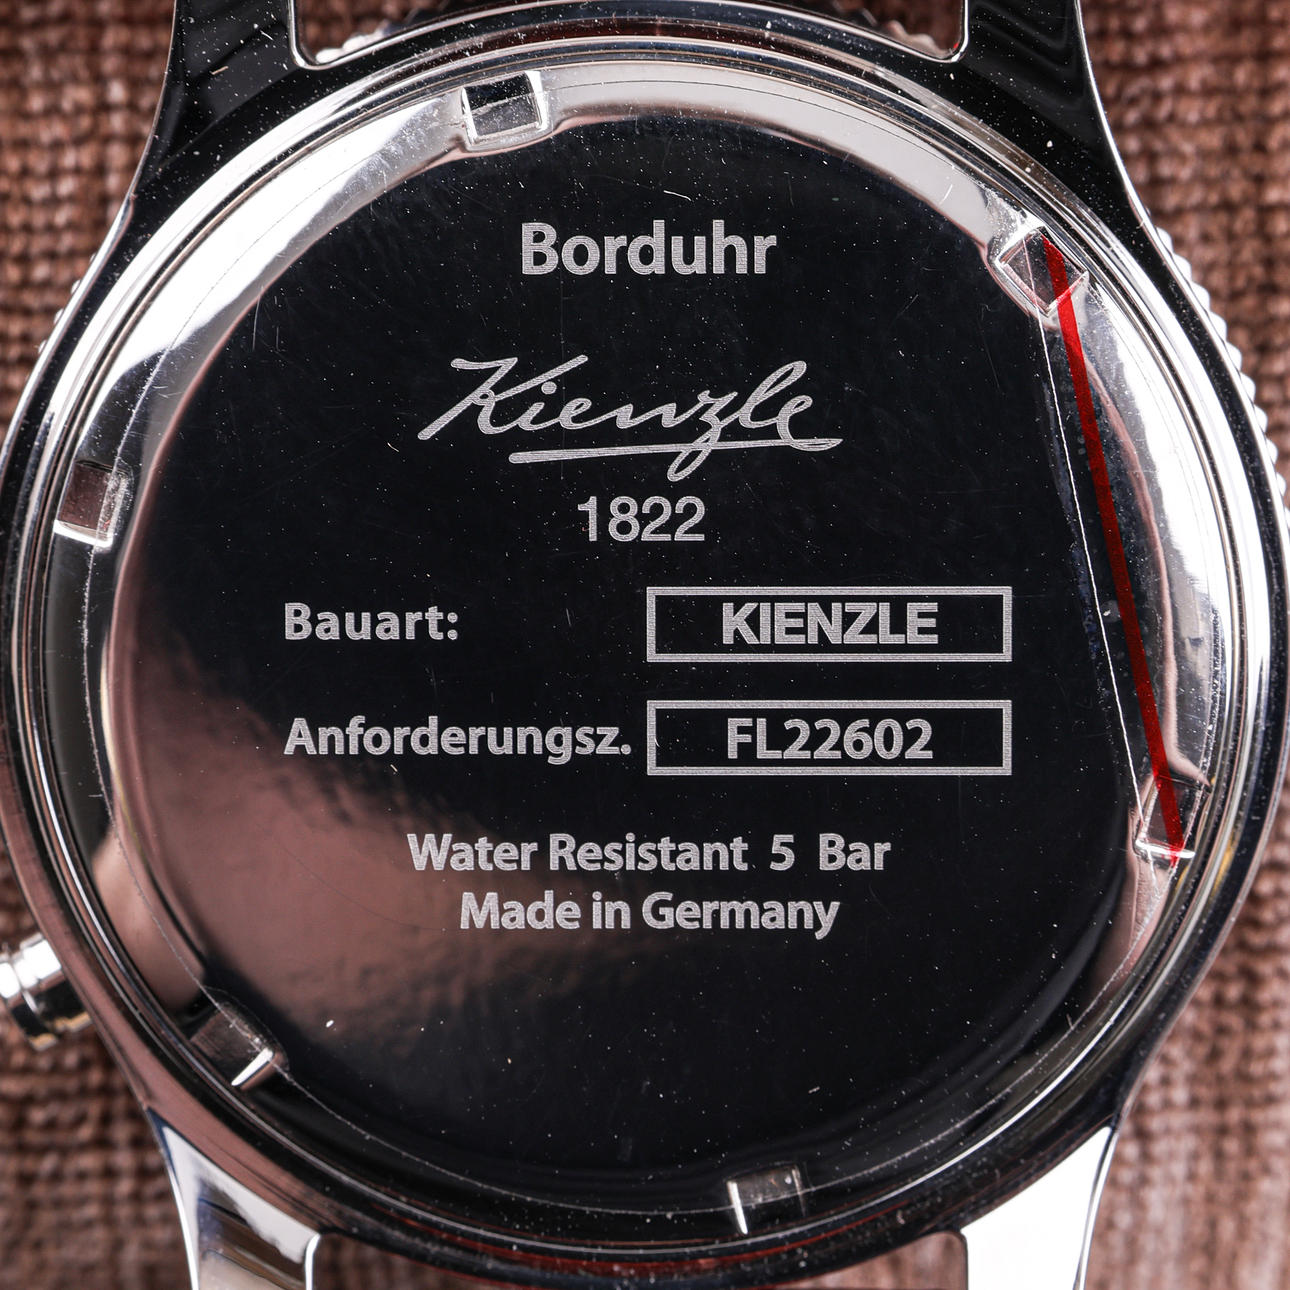 Borduhr
Kienzle
1822
Bauart: KIENZLE
Anforderungsz. FL22602
Water Resistant 5 Bar
Made in Germany